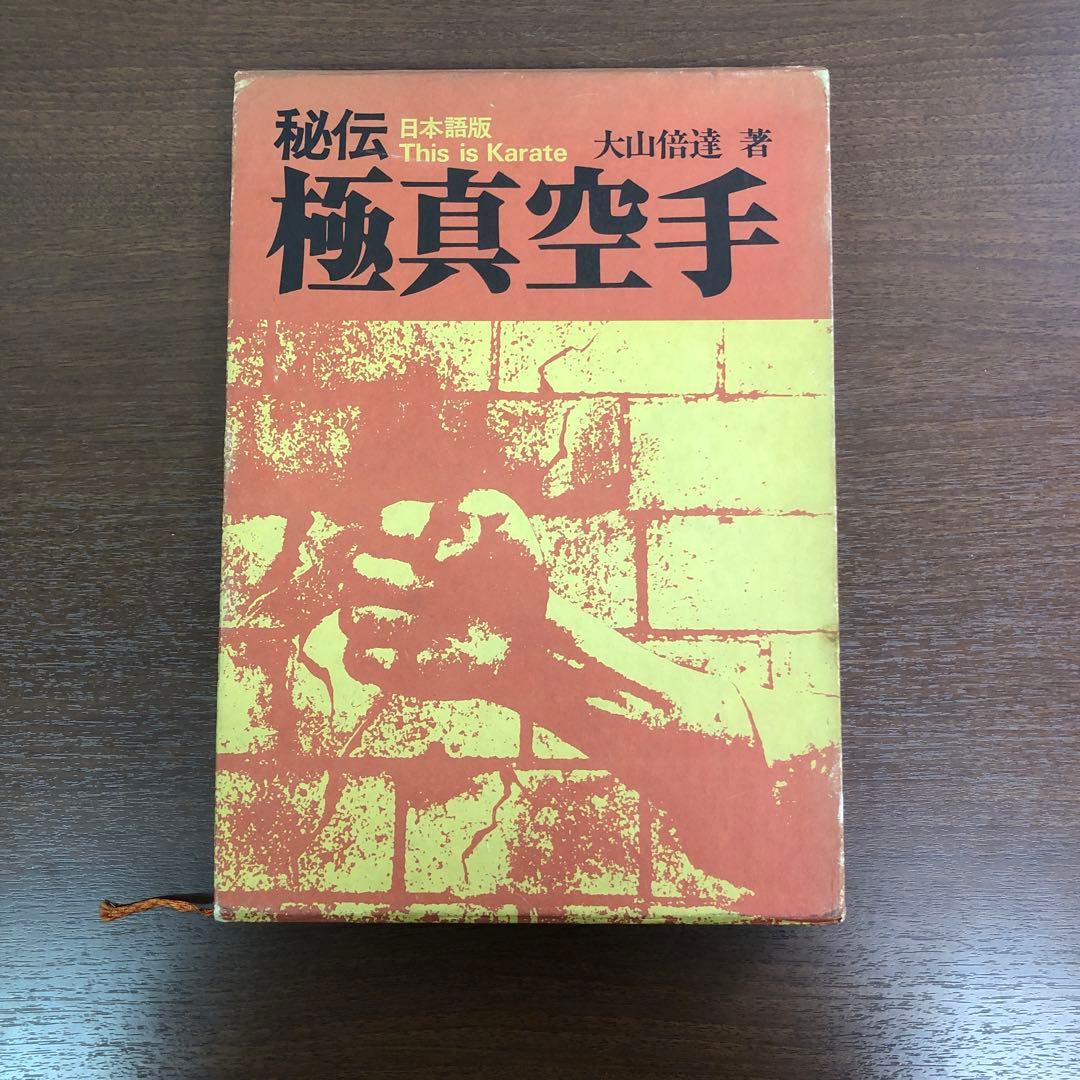 秘伝
日本語版
This is Karate
大山倍達 著
極真空手